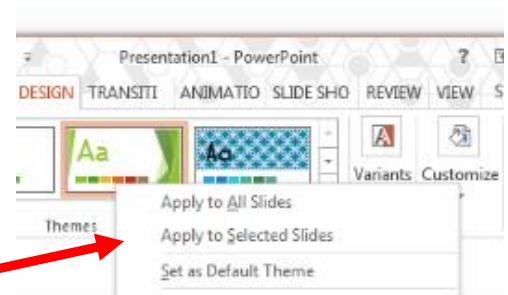 Presentation1 - PowerPoint ?
DESIGN TRANSITI ANIMATIO SLIDE SHO REVIEW VIEW S
Aa Aa A
Variants Customize
Themes
Apply to All Slides
Apply to Selected Slides
Set as Default Theme